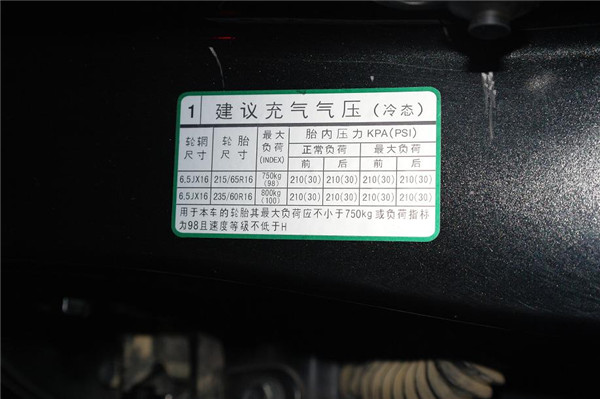 1 建议充气气压(冷态)
轮辋尺寸 轮胎尺寸 最大负荷(INDEX) 胎内压力 KPA(PSI)
正常负荷 最大负荷
前 后 前 后
6.5JX16 215/65R16 750kg (98) 210(30) 210(30) 210(30) 210(30)
6.5JX16 235/60R16 800kg (100) 210(30) 210(30) 210(30) 210(30)
用于本车的轮胎其最大负荷应不小于750kg或负荷指标
为98且速度等级不低于H